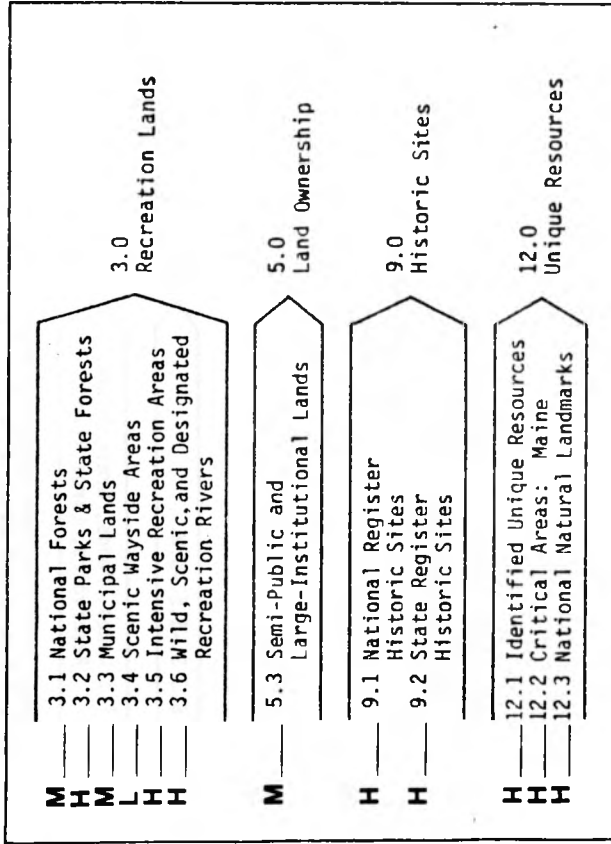 M 3.1 National Forests
H 3.2 State Parks & State Forests
M 3.3 Municipal Lands
L 3.4 Scenic Wayside Areas
H 3.5 Intensive Recreation Areas
H 3.6 Wild, Scenic, and Designated
Recreation Rivers
3.0
Recreation Lands
M 5.3 Semi-Public and
Large-Institutional Lands
5.0
Land Ownership
H 9.1 National Register
Historic Sites
H 9.2 State Register
Historic Sites
9.0
Historic Sites
H 12.1 Identified Unique Resources
H 12.2 Critical Areas: Maine
H 12.3 National Natural Landmarks
12.0
Unique Resources